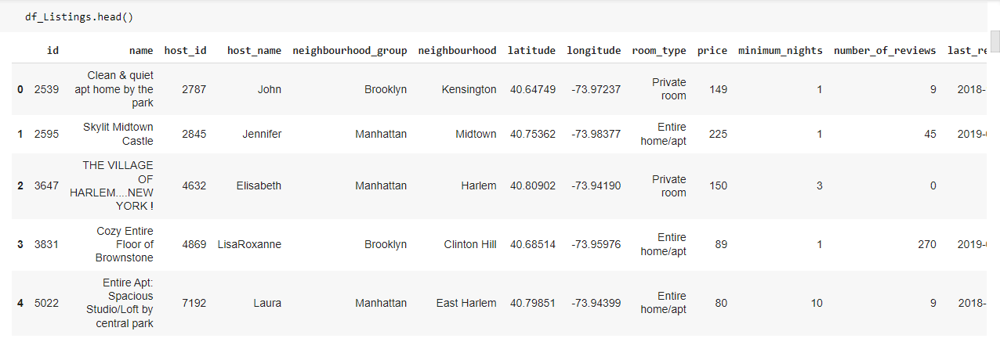 df_Listings.head()
id name host_id host_name neighbourhood_group neighbourhood latitude longitude room_type price minimum_nights number_of_reviews last_re
0 2539 Clean & quiet apt home by the park 2787 John Brooklyn Kensington 40.64749 -73.97237 Private room 149 1 9 2018-
1 2595 Skylit Midtown Castle 2845 Jennifer Manhattan Midtown 40.75362 -73.98377 Entire home/apt 225 1 45 2019-
2 3647 THE VILLAGE OF HARLEM....NEW YORK ! 4632 Elisabeth Manhattan Harlem 40.80902 -73.94190 Private room 150 3 0
3 3831 Cozy Entire Floor of Brownstone 4869 LisaRoxanne Brooklyn Clinton Hill 40.68514 -73.95976 Entire home/apt 89 1 270 2019-
4 5022 Entire Apt: Spacious Studio/Loft by central park 7192 Laura Manhattan East Harlem 40.79851 -73.94399 Entire home/apt 80 10 9 2018-